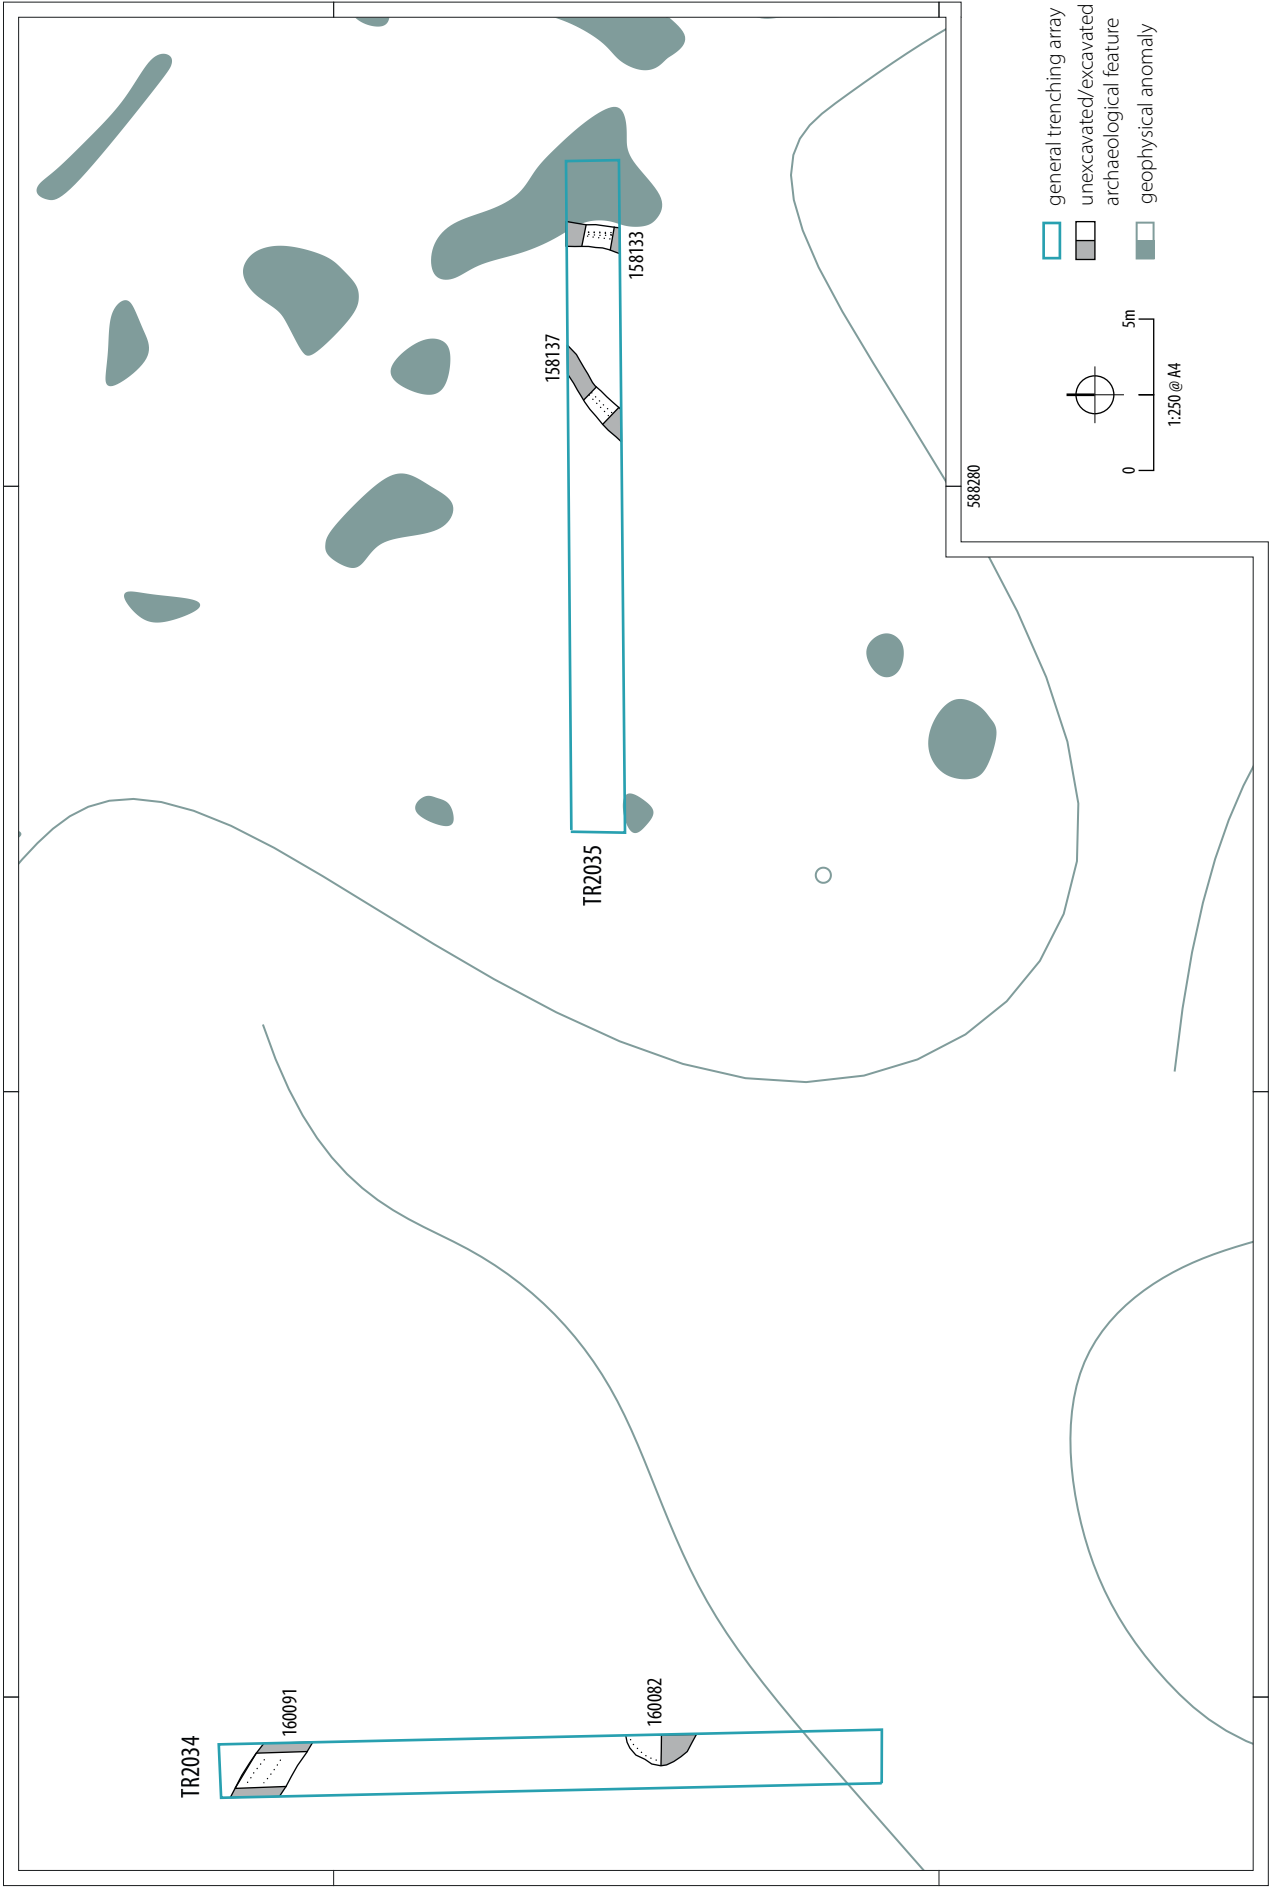 TR2034
160091
160082
TR2035
158137
158133
588280
general trenching array
unexcavated/excavated
archaeological feature
geophysical anomaly
0
5m
1:250 @ A4